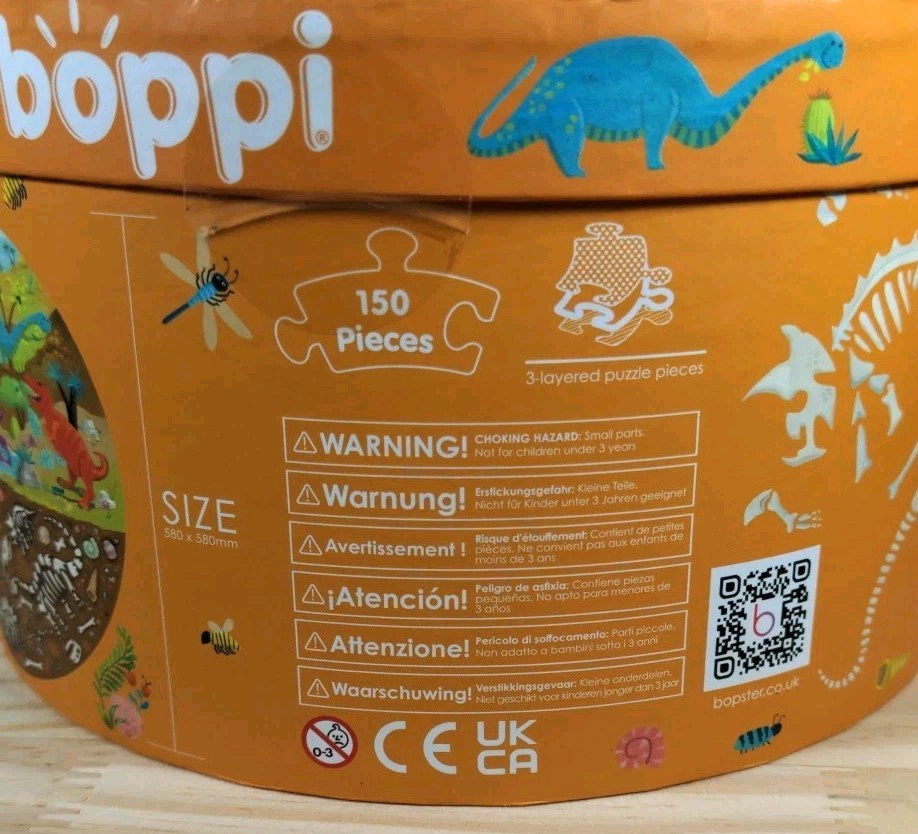 boppi®
150
Pieces
3-layered puzzle pieces
SIZE
580 x 580mm
WARNING! CHOKING HAZARD: Small parts.
Not for children under 3 years
Warnung! Erstickungsgefahr: Kleine Teile.
Nicht für Kinder unter 3 Jahren geeignet
Avertissement ! Risque d'étouffement: Contient de petites
pièces. Ne convient pas aux enfants de
moins de 3 ans
¡Atención! Peligro de asfixia: Contiene piezas
pequeñas. No apto para menores de
3 años
Attenzione! Pericolo di soffocamento: Parti piccole.
Non adatto a bambini sotto i 3 anni
Waarschuwing! Verstikkingsgevaar: Kleine onderdelen,
Niet geschikt voor kinderen jonger dan 3 jaar
b
bopster.co.uk
0-3
CE
UK
CA